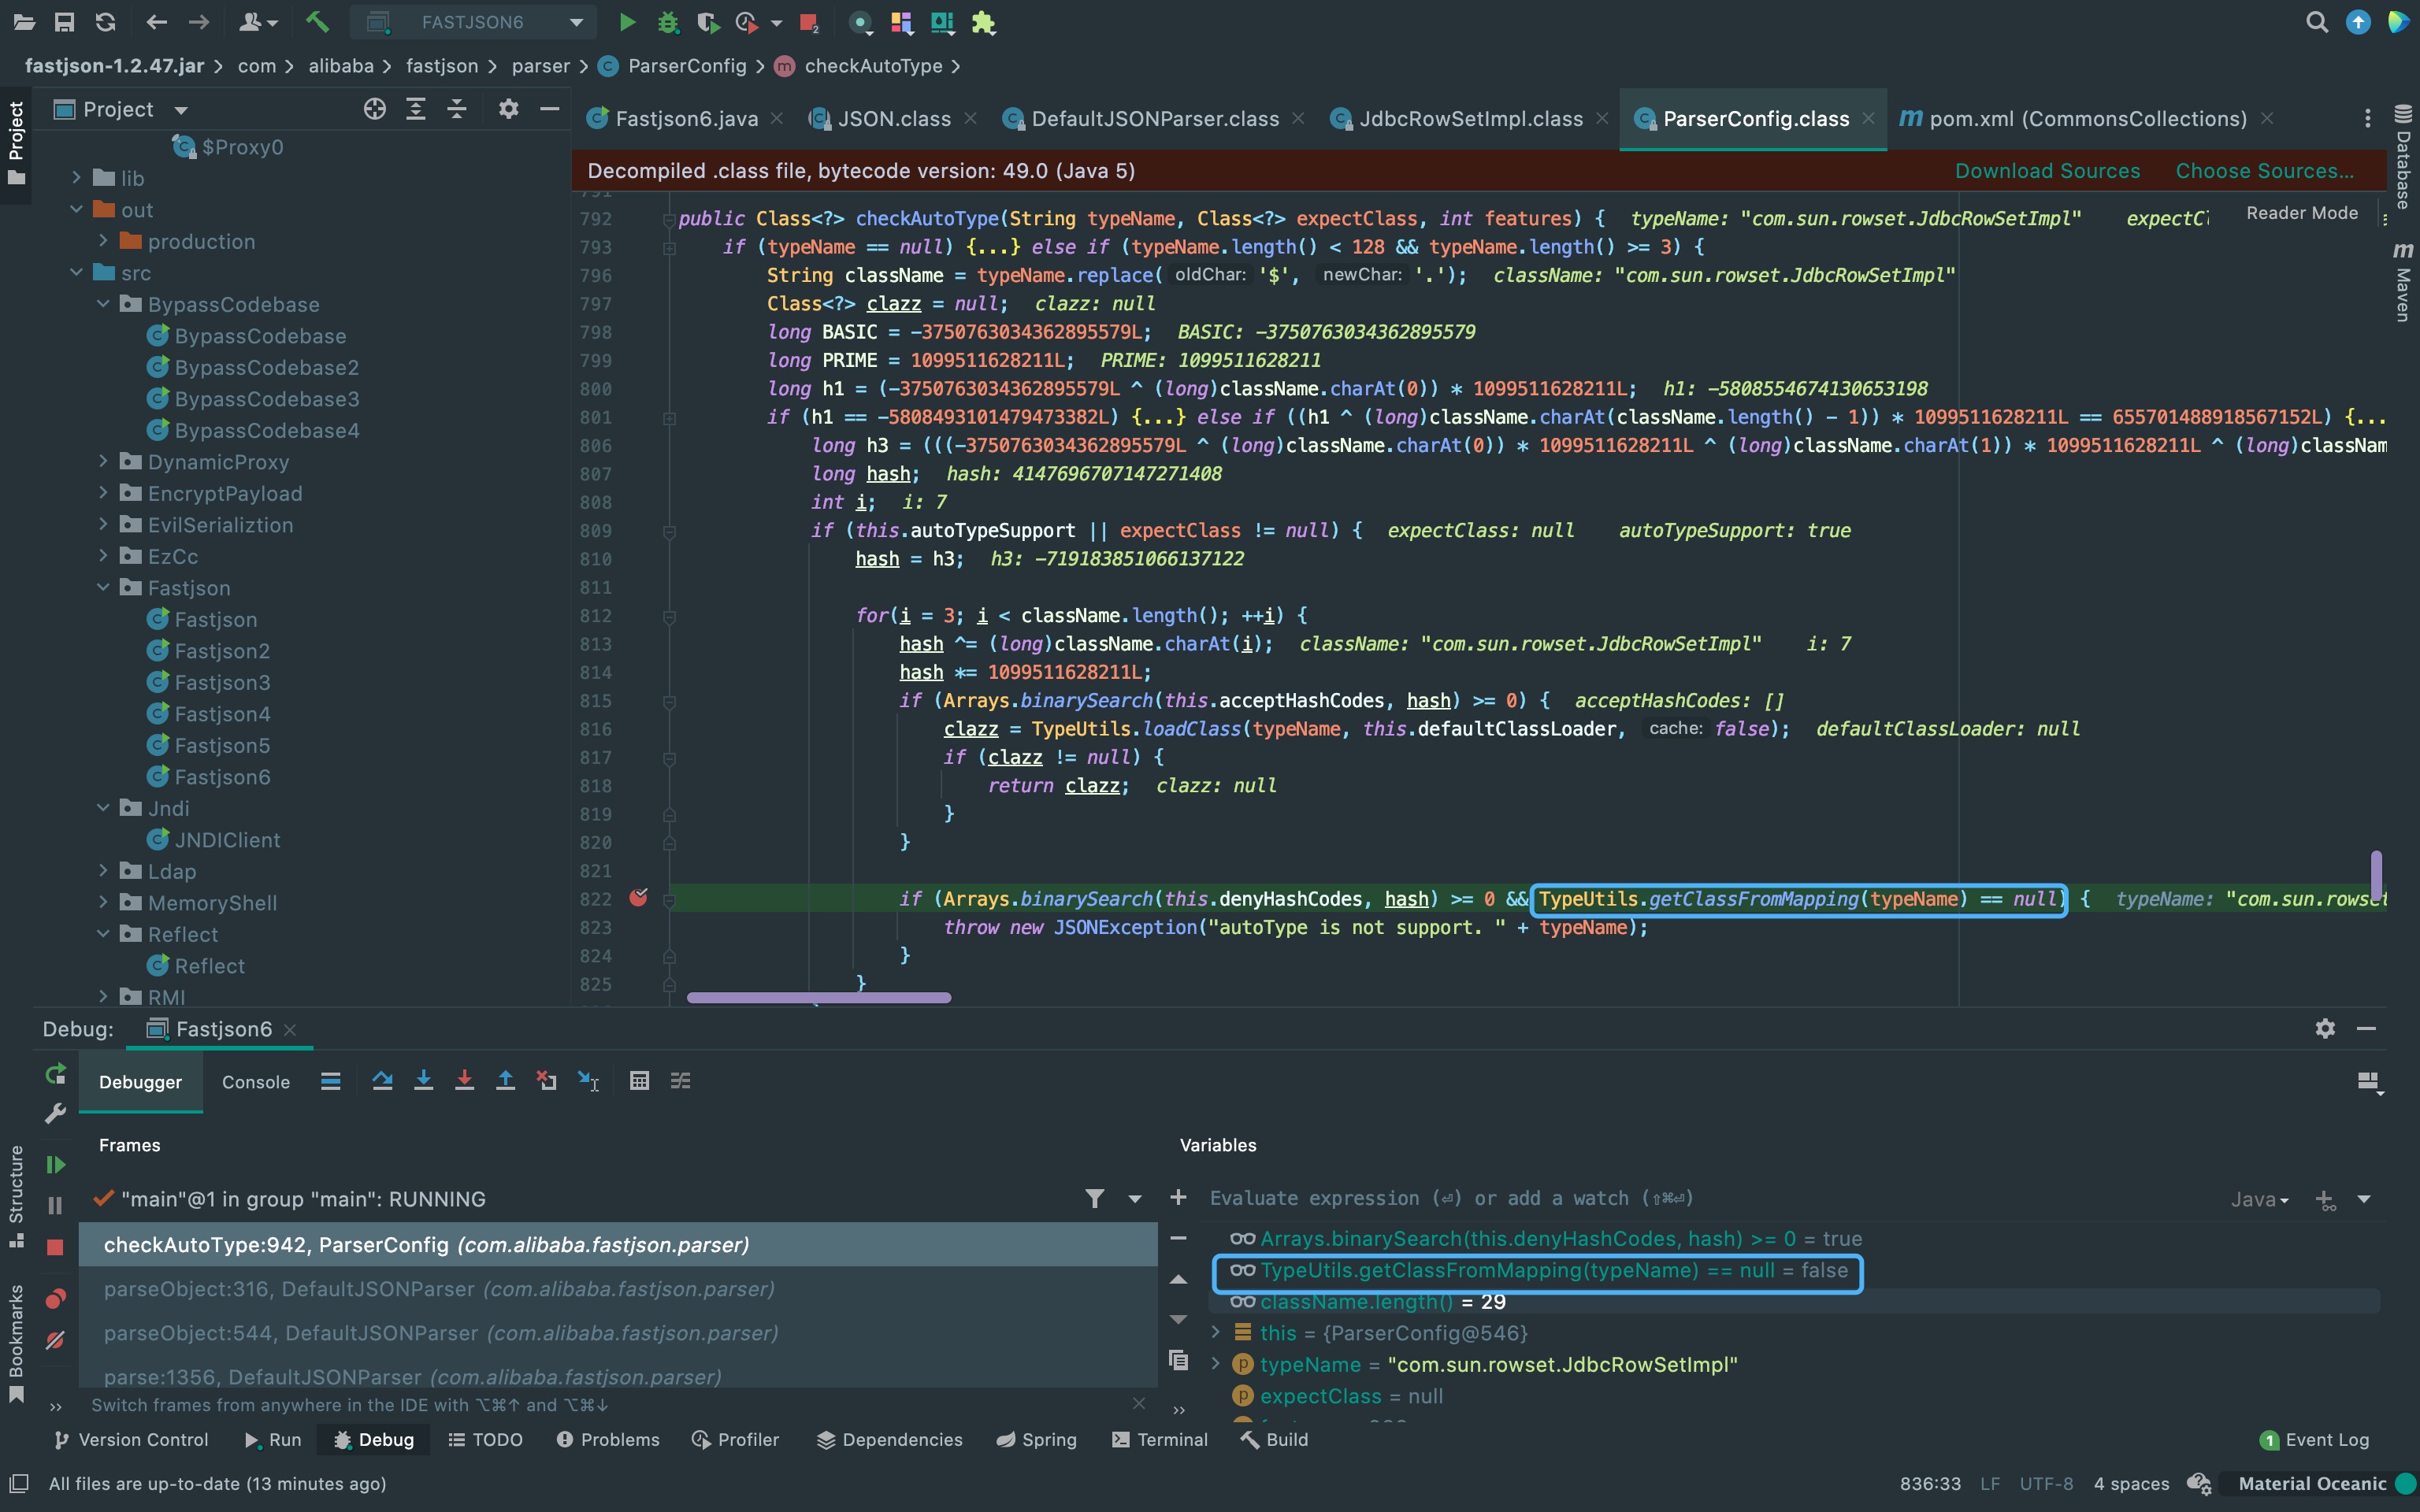 FASTJSON6
fastjson-1.2.47.jar > com > alibaba > fastjson > parser > ParserConfig > checkAutoType >
Project
Project
$Proxy0
lib
out
production
src
BypassCodebase
BypassCodebase
BypassCodebase2
BypassCodebase3
BypassCodebase4
DynamicProxy
EncryptPayload
EvilSerializtion
EzCc
Fastjson
Fastjson
Fastjson2
Fastjson3
Fastjson4
Fastjson5
Fastjson6
Jndi
JNDIClient
Ldap
MemoryShell
Reflect
Reflect
RMI
Fastjson6.java JSON.class DefaultJSONParser.class JdbcRowSetImpl.class ParserConfig.class pom.xml (CommonsCollections)
Decompiled .class file, bytecode version: 49.0 (Java 5) Download Sources Choose Sources...
Reader Mode
792 public Class<?> checkAutoType(String typeName, Class<?> expectClass, int features) { typeName: "com.sun.rowset.JdbcRowSetImpl"
793 if (typeName == null) {...} else if (typeName.length() < 128 && typeName.length() >= 3) {
796 String className = typeName.replace( oldChar: '$', newChar: '.'); className: "com.sun.rowset.JdbcRowSetImpl"
797 Class<?> clazz = null; clazz: null
798 long BASIC = -3750763034362895579L; BASIC: -3750763034362895579
799 long PRIME = 1099511628211L; PRIME: 1099511628211
800 long h1 = (-3750763034362895579L ^ (long)className.charAt(0)) * 1099511628211L; h1: -5808554674130653198
801 if (h1 == -5808493101479473382L) {...} else if ((h1 ^ (long)className.charAt(className.length() - 1)) * 1099511628211L == 655701488918567152L) {...
806 long h3 = (((-3750763034362895579L ^ (long)className.charAt(0)) * 1099511628211L ^ (long)className.charAt(1)) * 1099511628211L ^ (long)classNam
807 long hash; hash: 4147696707147271408
808 int i; i: 7
809 if (this.autoTypeSupport || expectClass != null) { expectClass: null autoTypeSupport: true
810 hash = h3; h3: -719183851066137122
811
812 for(i = 3; i < className.length(); ++i) {
813 hash ^= (long)className.charAt(i); className: "com.sun.rowset.JdbcRowSetImpl" i: 7
814 hash *= 1099511628211L;
815 if (Arrays.binarySearch(this.acceptHashCodes, hash) >= 0) { acceptHashCodes: []
816 clazz = TypeUtils.loadClass(typeName, this.defaultClassLoader, cache: false); defaultClassLoader: null
817 if (clazz != null) {
818 return clazz; clazz: null
819 }
820 }
821
822 if (Arrays.binarySearch(this.denyHashCodes, hash) >= 0 && TypeUtils.getClassFromMapping(typeName) == null) { typeName: "com.sun.rowset
823 throw new JSONException("autoType is not support. " + typeName);
824 }
825 }
Database
m Maven
Debug: Fastjson6
Debugger Console
Frames
"main"@1 in group "main": RUNNING
checkAutoType:942, ParserConfig (com.alibaba.fastjson.parser)
parseObject:316, DefaultJSONParser (com.alibaba.fastjson.parser)
parseObject:544, DefaultJSONParser (com.alibaba.fastjson.parser)
parse:1356, DefaultJSONParser (com.alibaba.fastjson.parser)
Switch frames from anywhere in the IDE with ⌥⌘↑ and ⌥⌘↓
Variables
Evaluate expression (⏎) or add a watch (⇧⌘⏎) Java
Arrays.binarySearch(this.denyHashCodes, hash) >= 0 = true
TypeUtils.getClassFromMapping(typeName) == null = false
className.length() = 29
this = {ParserConfig@546}
typeName = "com.sun.rowset.JdbcRowSetImpl"
expectClass = null
Structure
Bookmarks
Version Control Run Debug TODO Problems Profiler Dependencies Spring Terminal Build 1 Event Log
All files are up-to-date (13 minutes ago) 836:33 LF UTF-8 4 spaces Material Oceanic